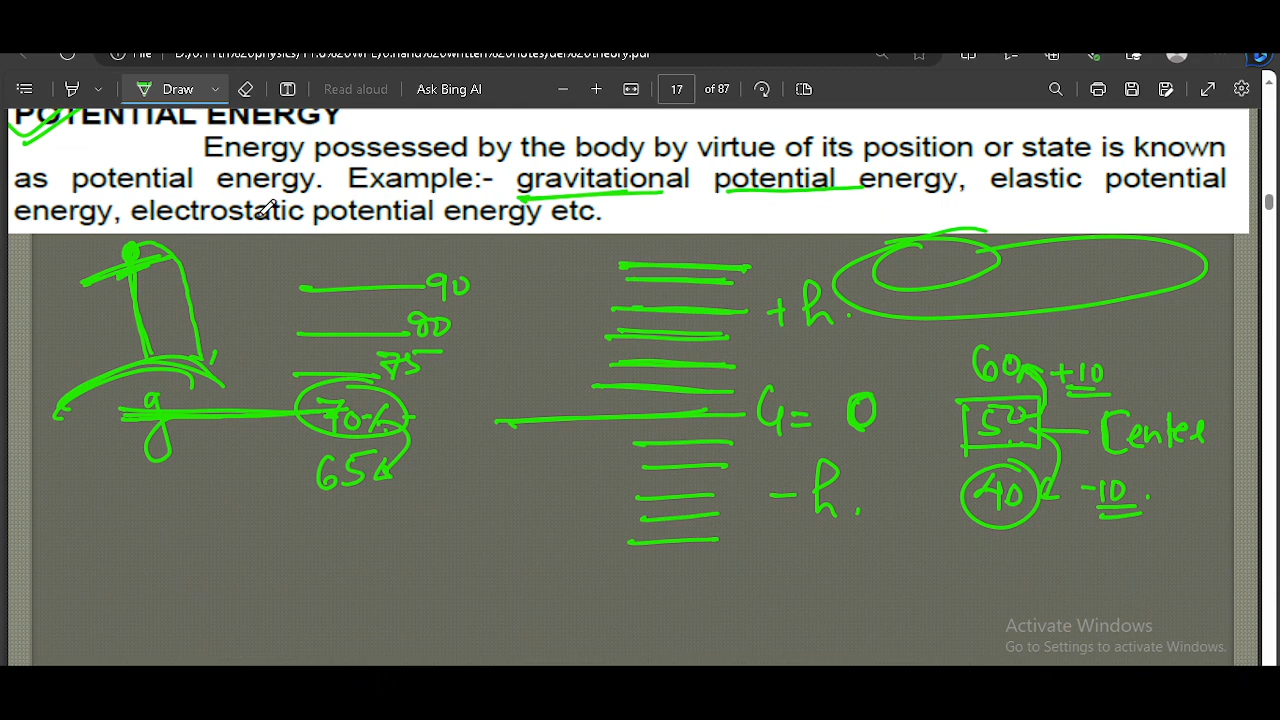 File
Draw
Read aloud
Ask Bing AI
17 of 87
POTENTIAL ENERGY
Energy possessed by the body by virtue of its position or state is known
as potential energy. Example:- gravitational potential energy, elastic potential
energy, electrostatic potential energy etc.
90
80
75
70%
65
g
+h.
G= 0
-h.
60 +10
50 Center
40 -10.
Activate Windows
Go to Settings to activate Windows.